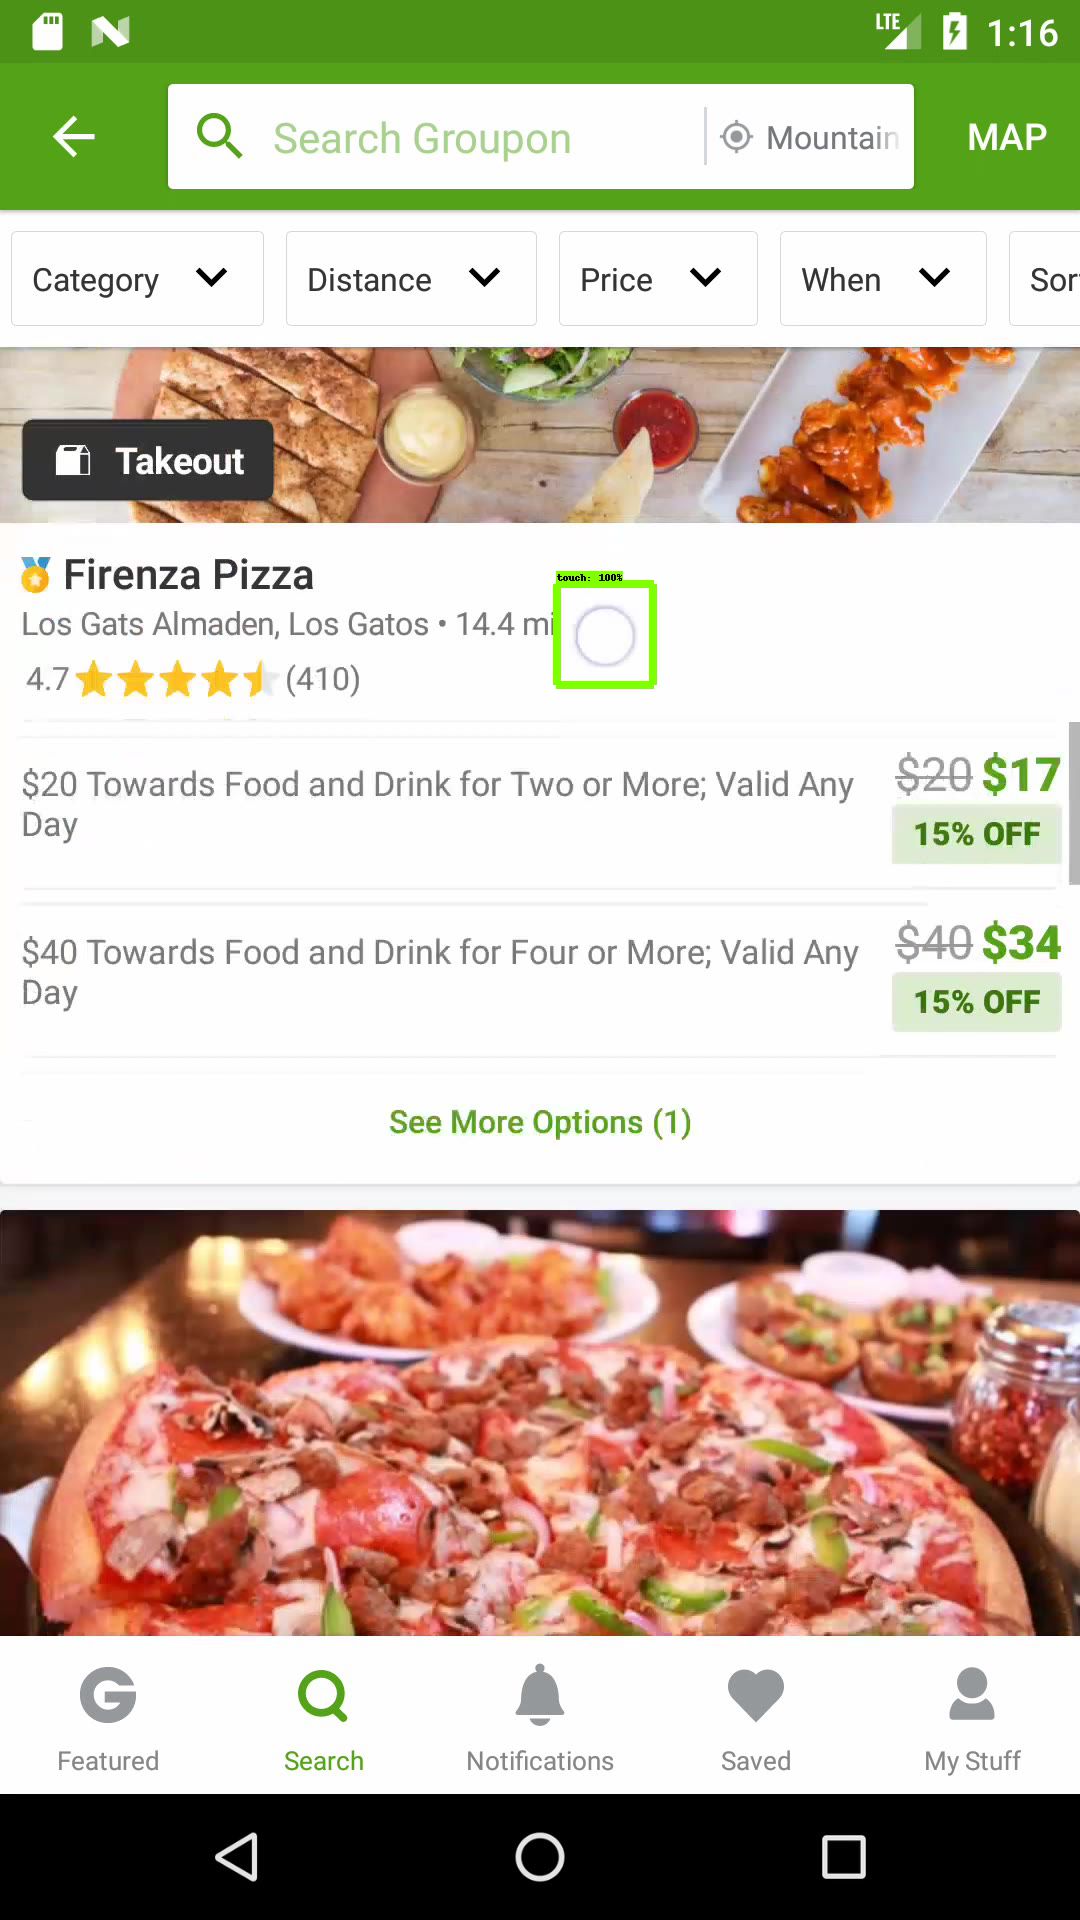 LTE 1:16
Search Groupon Mountain MAP
Category Distance Price When Sor
Takeout
Firenza Pizza
touch: 100%
Los Gats Almaden, Los Gatos • 14.4 mi
4.7 (410)
$20 Towards Food and Drink for Two or More; Valid Any Day
$20 $17
15% OFF
$40 Towards Food and Drink for Four or More; Valid Any Day
$40 $34
15% OFF
See More Options (1)
Featured Search Notifications Saved My Stuff